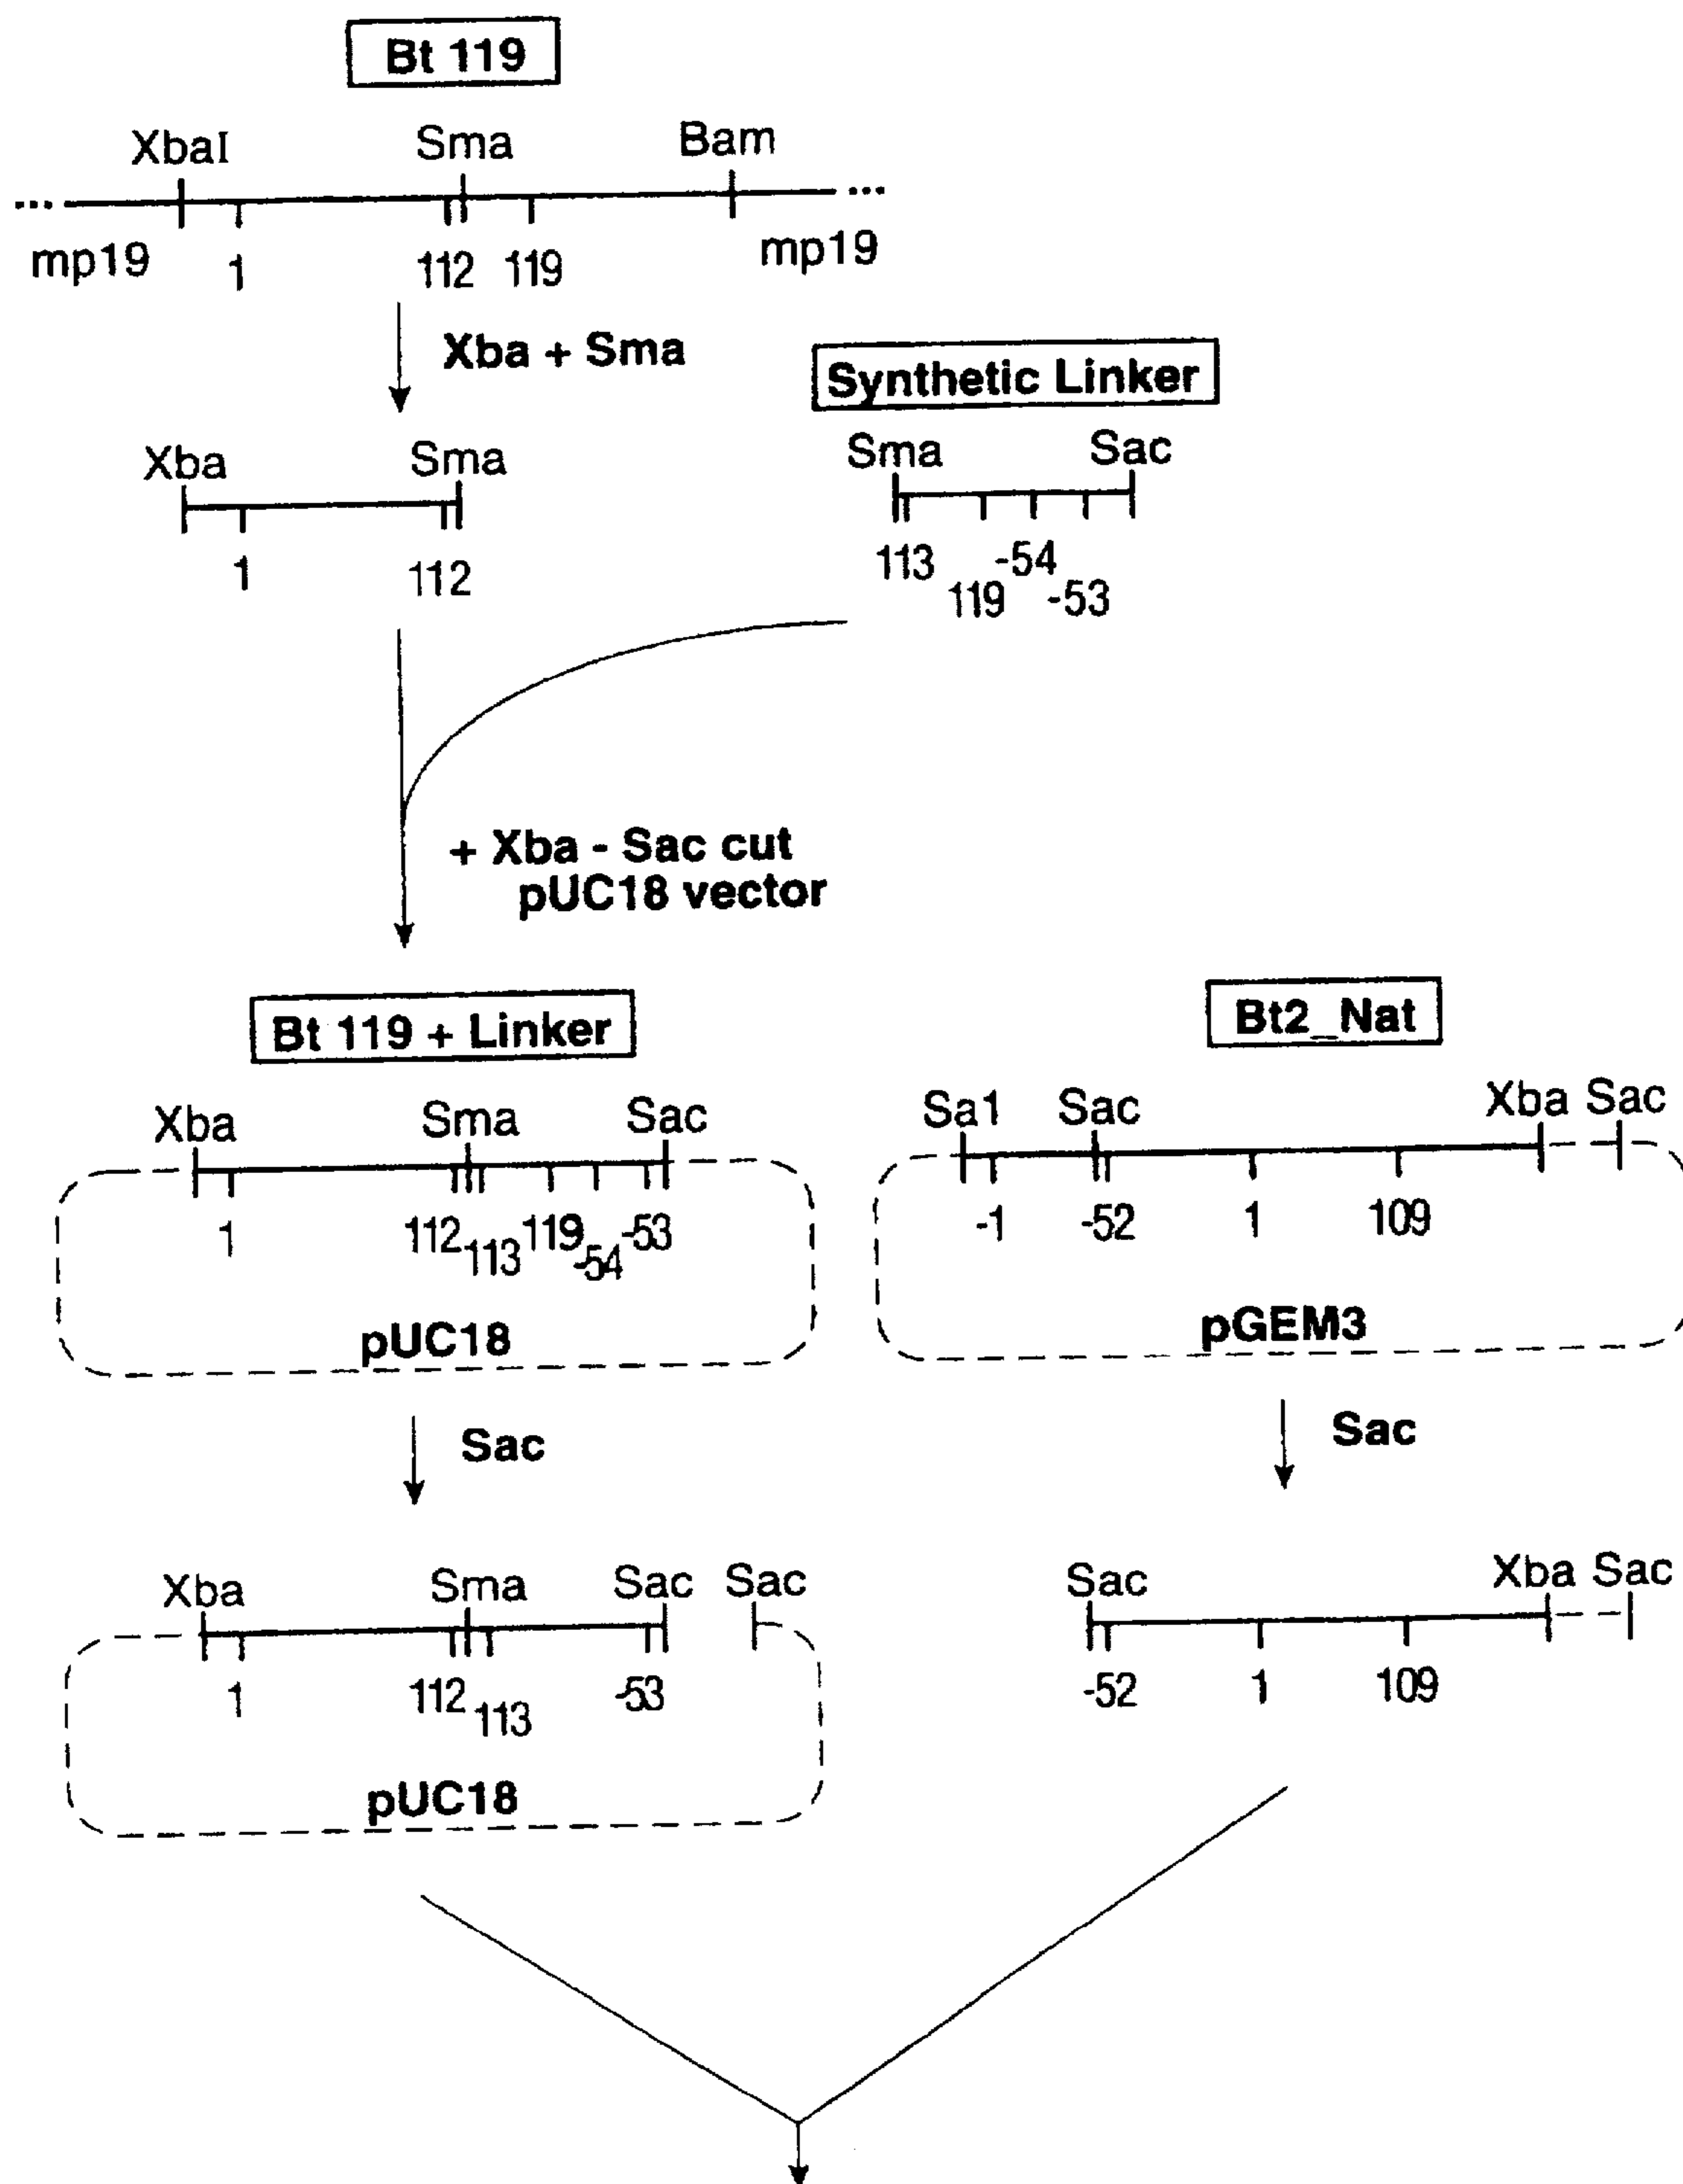 Bt 119
XbaI Sma Bam
mp19 1 112 119 mp19
Xba + Sma
Synthetic Linker
Xba Sma
Sma Sac
1 112
113 -54
119 -53
+ Xba - Sac cut
pUC18 vector
Bt 119 + Linker
Bt2_Nat
Xba Sma Sac
Sa1 Sac Xba Sac
1 112 113 119 -54 -53
-1 -52 1 109
pUC18
pGEM3
Sac
Sac
Xba Sma Sac Sac
Sac Xba Sac
1 112 113 -53
-52 1 109
pUC18